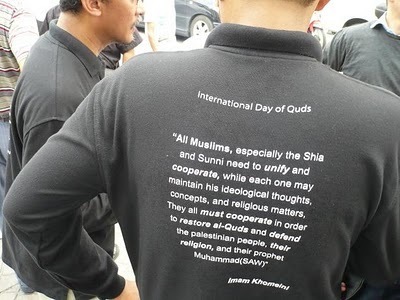 International Day of Quds
"All Muslims, especially the Shia
and Sunni need to unify and
cooperate, while each one may
maintain his ideological thoughts,
concepts, and religious matters,
They all must cooperate in order
to restore al-Quds and defend
the palestinian people, their
religion, and their prophet
Muhammad(SAW)"
Imam Khomeini